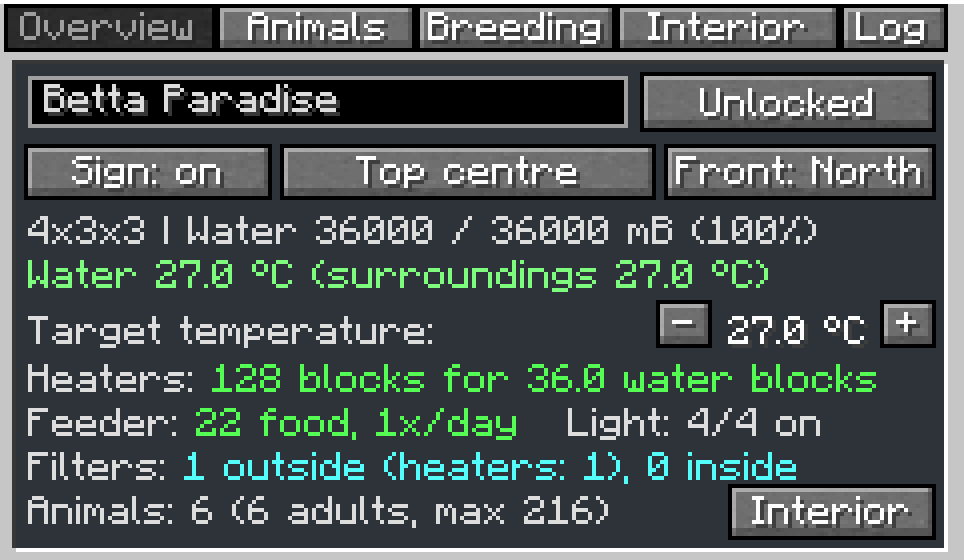 Overview Animals Breeding Interior Log
Betta Paradise Unlocked
Sign: on Top centre Front: North
4x3x3 | Water 36000 / 36000 mB (100%)
Water 27.0 ºC (surroundings 27.0 ºC)
Target temperature: - 27.0 ºC +
Heaters: 128 blocks for 36.0 water blocks
Feeder: 22 food, 1x/day Light: 4/4 on
Filters: 1 outside (heaters: 1), 0 inside
Animals: 6 (6 adults, max 216) Interior